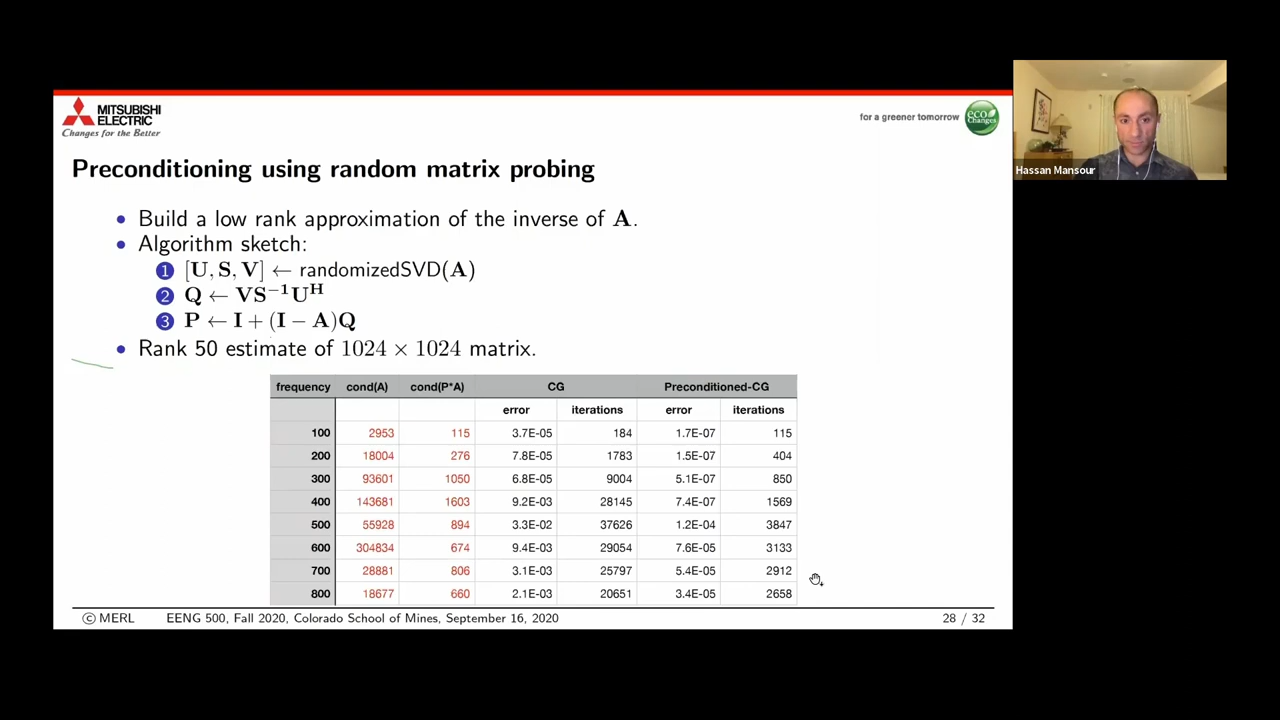 MITSUBISHI
ELECTRIC
Changes for the Better
for a greener tomorrow
eco
Changes
Hassan Mansour
Preconditioning using random matrix probing
• Build a low rank approximation of the inverse of A.
• Algorithm sketch:
1 [U, S, V] ← randomizedSVD(A)
2 Q ← VS⁻¹Uᴴ
3 P ← I + (I − A)Q
• Rank 50 estimate of 1024 × 1024 matrix.
frequency cond(A) cond(P*A) CG Preconditioned-CG
error iterations error iterations
100 2953 115 3.7E-05 184 1.7E-07 115
200 18004 276 7.8E-05 1783 1.5E-07 404
300 93601 1050 6.8E-05 9004 5.1E-07 850
400 143681 1603 9.2E-03 28145 7.4E-07 1569
500 55928 894 3.3E-02 37626 1.2E-04 3847
600 304834 674 9.4E-03 29054 7.6E-05 3133
700 28881 806 3.1E-03 25797 5.4E-05 2912
800 18677 660 2.1E-03 20651 3.4E-05 2658
© MERL EENG 500, Fall 2020, Colorado School of Mines, September 16, 2020 28 / 32